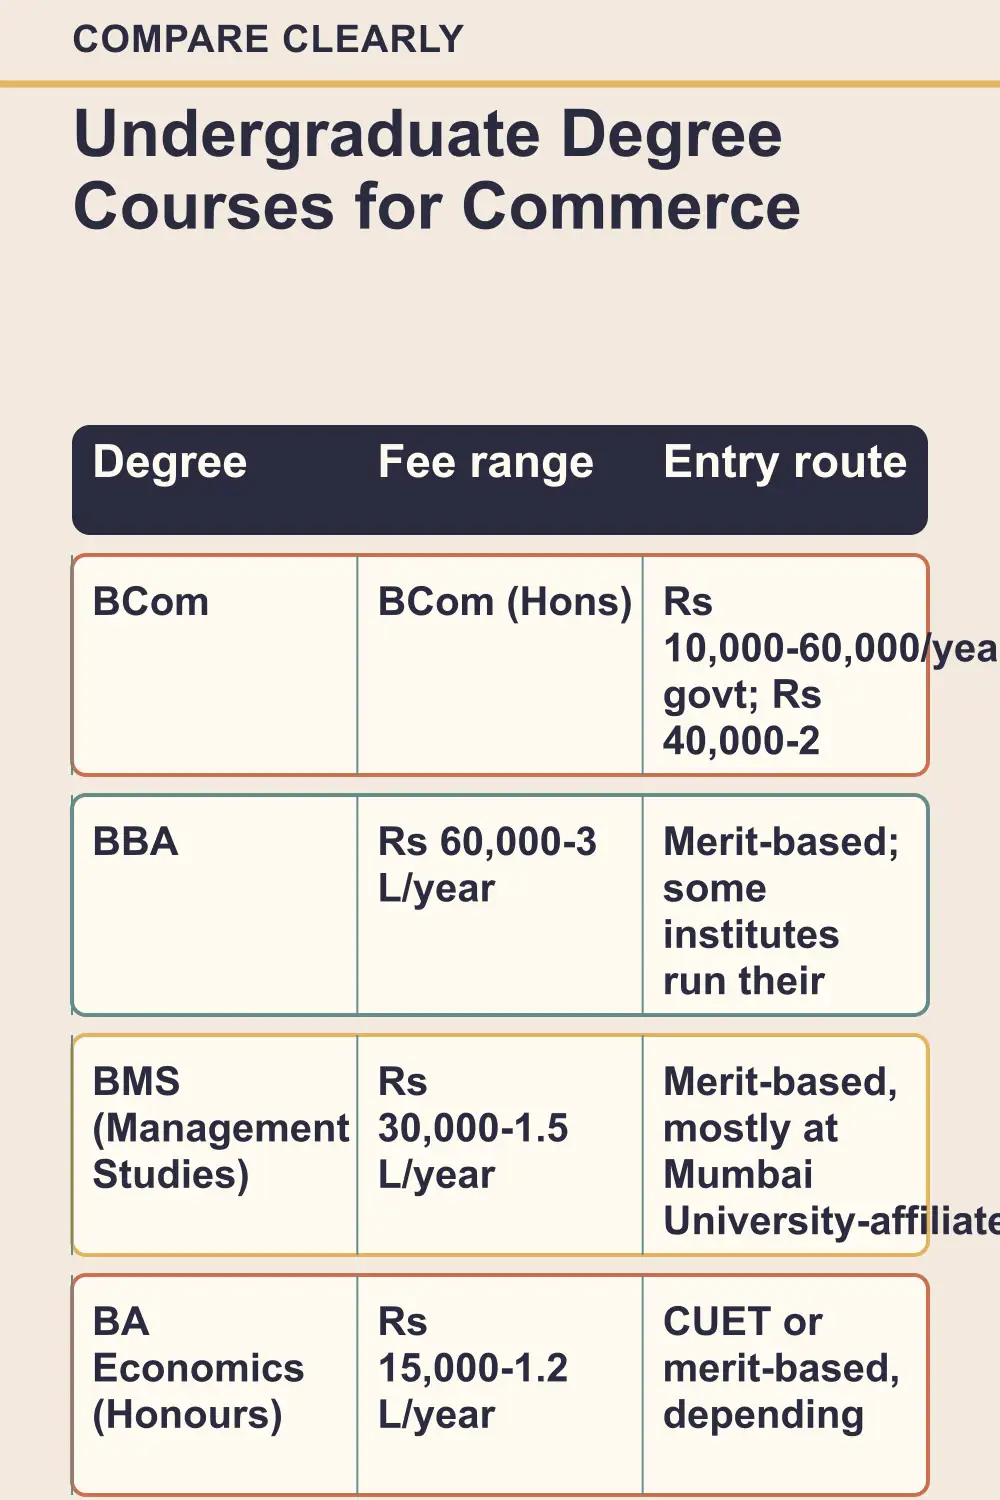 COMPARE CLEARLY
Undergraduate Degree
Courses for Commerce
Degree
Fee range
Entry route
BCom
BCom (Hons)
Rs
10,000-60,000/yea
govt; Rs
40,000-2
BBA
Rs 60,000-3
L/year
Merit-based;
some
institutes
run their
BMS
(Management
Studies)
Rs
30,000-1.5
L/year
Merit-based,
mostly at
Mumbai
University-affiliate
BA
Economics
(Honours)
Rs
15,000-1.2
L/year
CUET or
merit-based,
depending